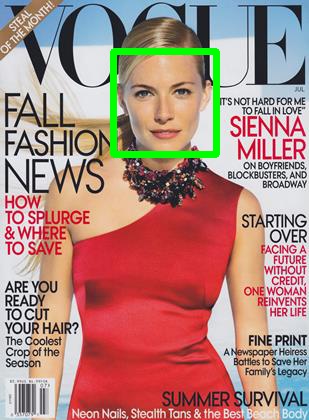 STEAL
OF THE MONTH!
VOGUE
JUL
FALL
FASHION
NEWS
HOW
TO SPLURGE
& WHERE
TO SAVE
ARE YOU
READY
TO CUT
YOUR HAIR?
The Coolest
Crop of the
Season
"IT'S NOT HARD FOR ME
TO FALL IN LOVE"
SIENNA
MILLER
ON BOYFRIENDS,
BLOCKBUSTERS, AND
BROADWAY
STARTING
OVER
FACING A
FUTURE
WITHOUT
CREDIT,
ONE WOMAN
REINVENTS
HER LIFE
FINE PRINT
A Newspaper Heiress
Battles to Save Her
Family's Legacy
SUMMER SURVIVAL
Neon Nails, Stealth Tans & the Best Beach Body